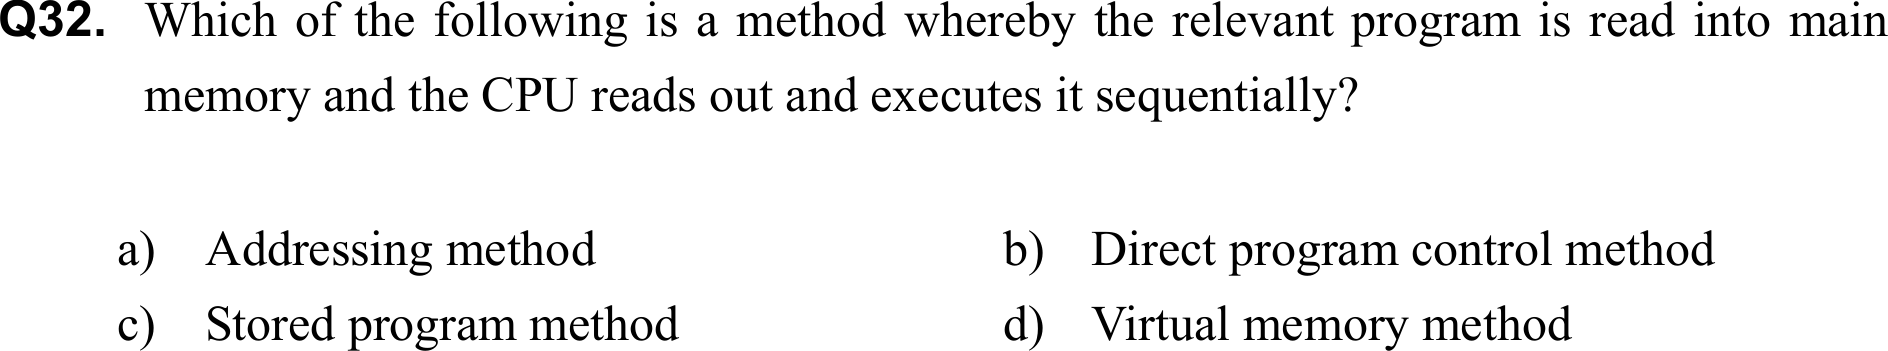 Q32. Which of the following is a method whereby the relevant program is read into main
memory and the CPU reads out and executes it sequentially?
a) Addressing method b) Direct program control method
c) Stored program method d) Virtual memory method